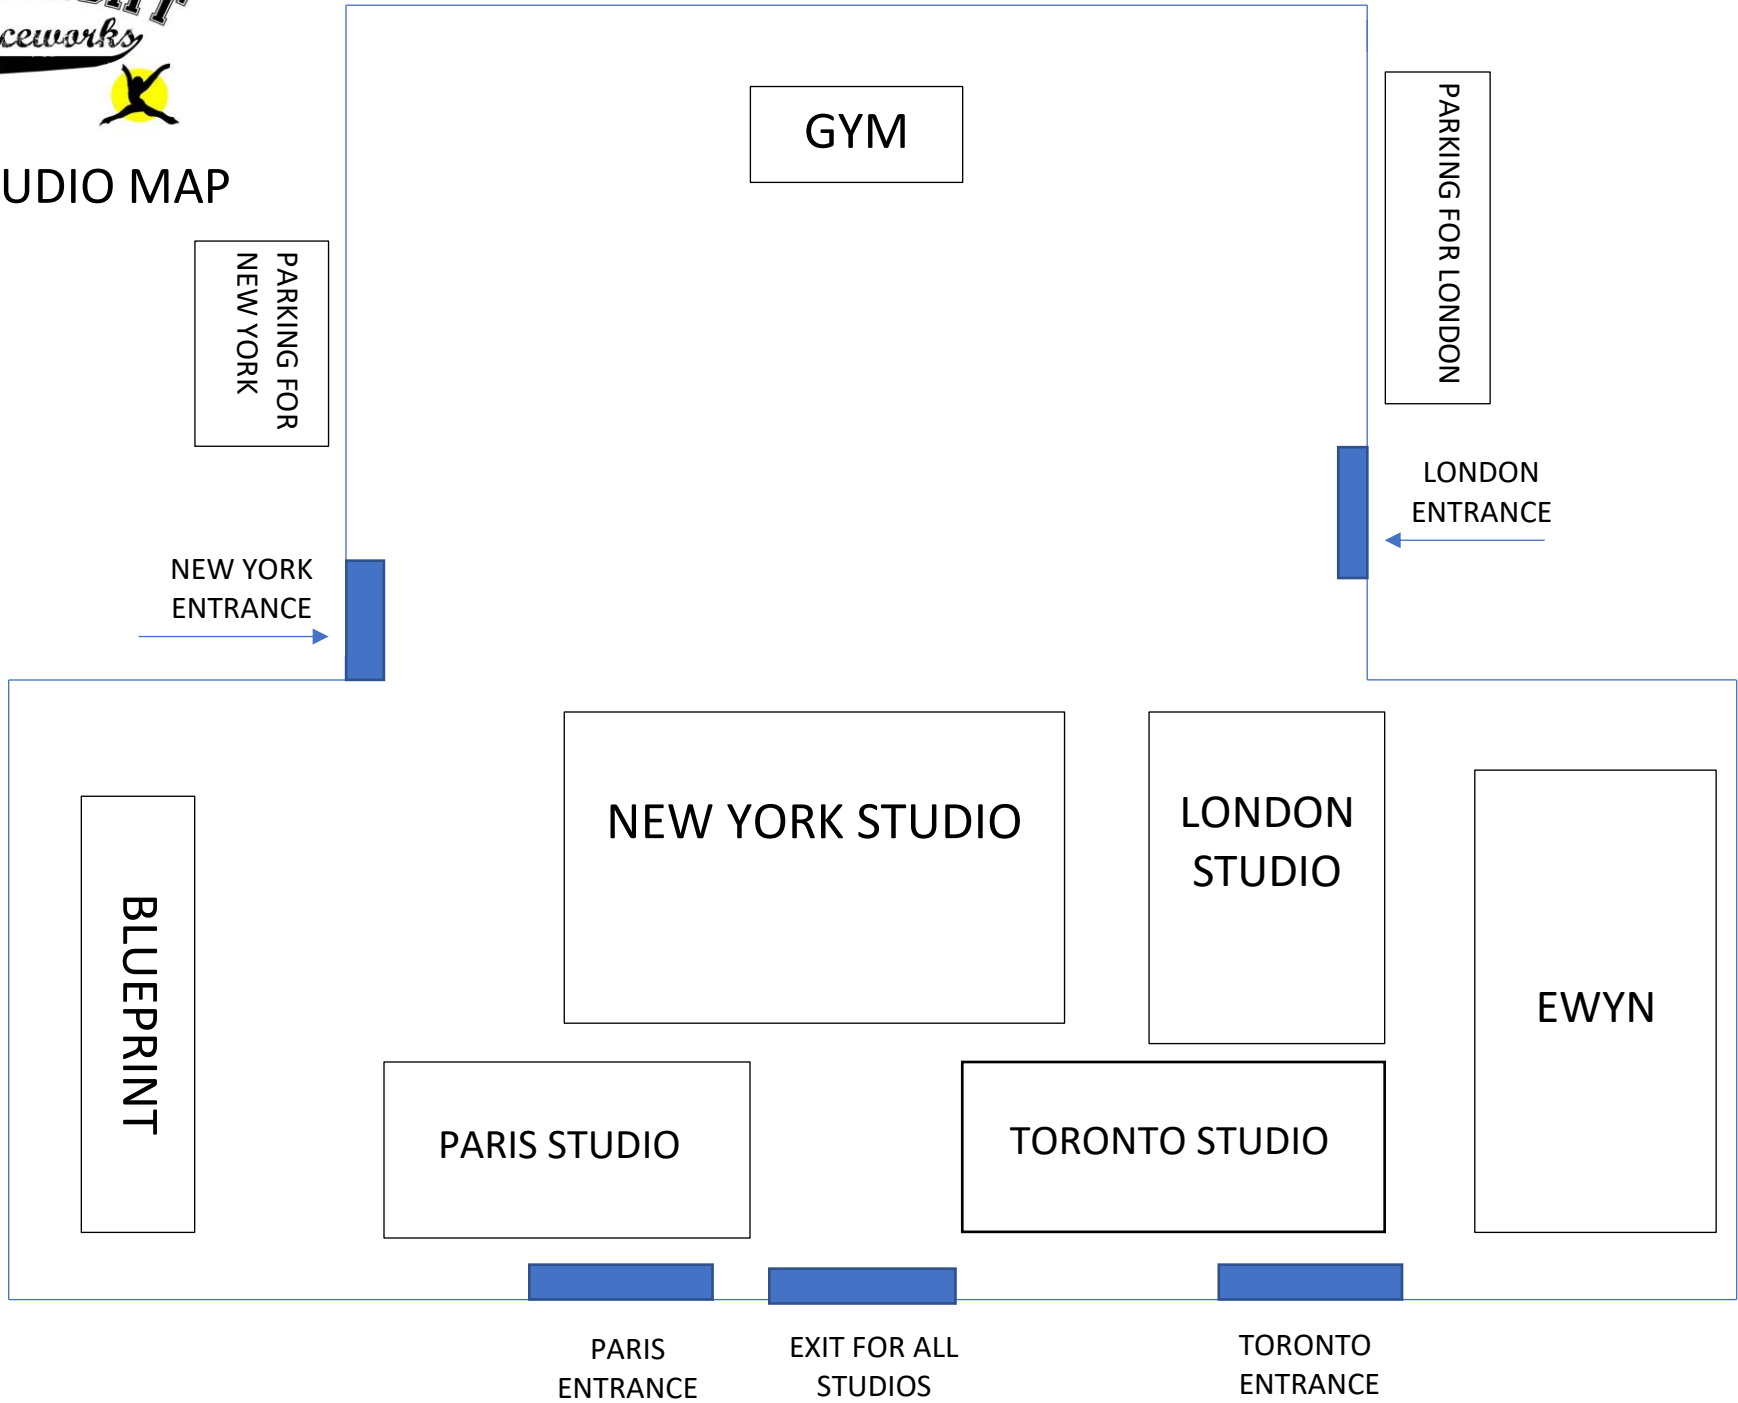 ceworks
UDIO MAP
GYM
PARKING FOR LONDON
PARKING FOR
NEW YORK
LONDON
ENTRANCE
NEW YORK
ENTRANCE
NEW YORK STUDIO
LONDON
STUDIO
BLUEPRINT
EWYN
PARIS STUDIO
TORONTO STUDIO
PARIS
ENTRANCE
EXIT FOR ALL
STUDIOS
TORONTO
ENTRANCE